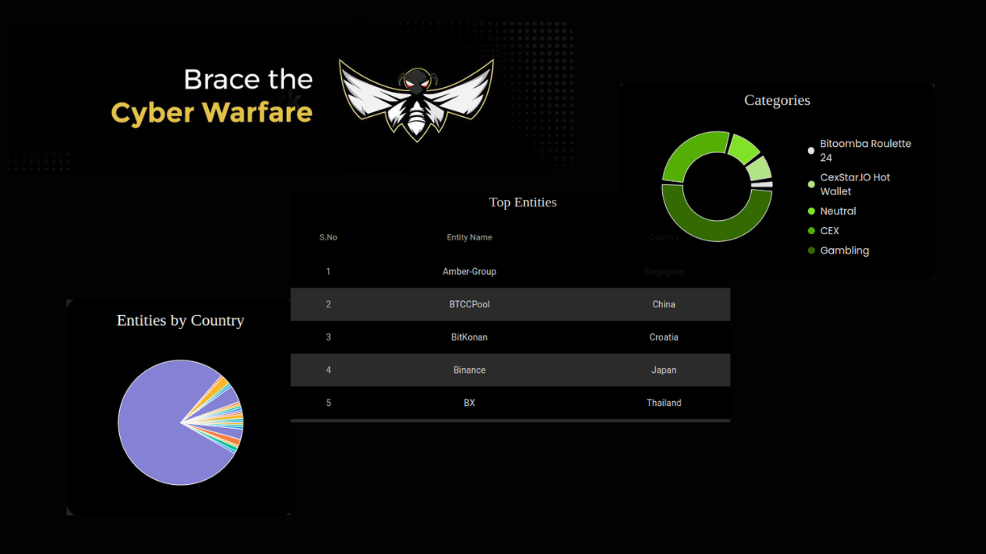 Brace the
Cyber Warfare
Categories
Bitoomba Roulette
24
CexStar.IO Hot
Wallet
Neutral
CEX
Gambling
Top Entities
S.No Entity Name Country
1 Amber-Group Singapore
2 BTCCPool China
3 BitKonan Croatia
4 Binance Japan
5 BX Thailand
Entities by Country